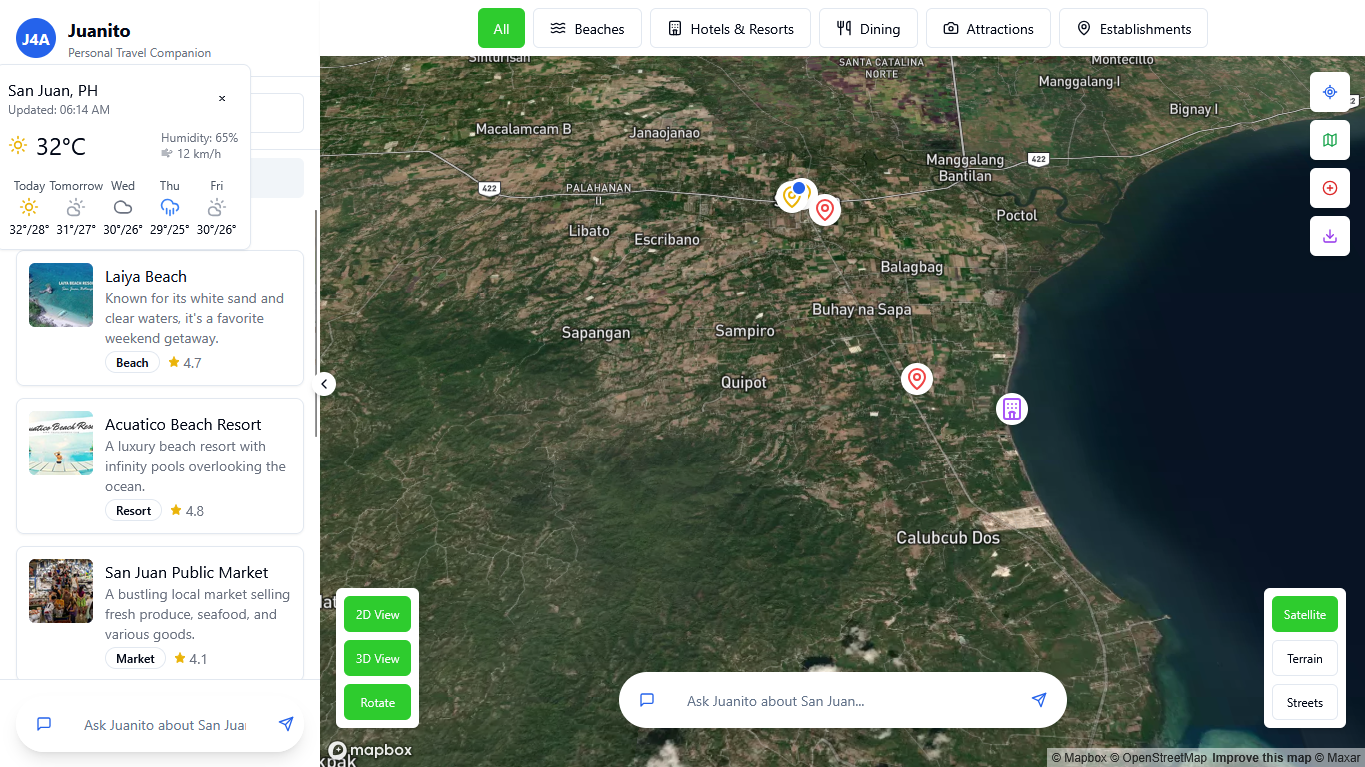 J4A
Juanito
Personal Travel Companion
San Juan, PH
×
Updated: 06:14 AM
32°C
Humidity: 65%
12 km/h
Today Tomorrow Wed Thu Fri
32°/28° 31°/27° 30°/26° 29°/25° 30°/26°
Laiya Beach
Known for its white sand and
clear waters, it's a favorite
weekend getaway.
Beach 4.7
Acuatico Beach Resort
A luxury beach resort with
infinity pools overlooking the
ocean.
Resort 4.8
San Juan Public Market
A bustling local market selling
fresh produce, seafood, and
various goods.
Market 4.1
Ask Juanito about San Jua
All
Beaches
Hotels & Resorts
Dining
Attractions
Establishments
Sinturisan
SANTA CATALINA
NORTE
Montecillo
Manggalang I
Bignay I
Macalamcam B
Janaojanao
Manggalang
Bantilan
422
422
PALAHANAN
II
Libato
Escribano
Poctol
Balagbag
Buhay na Sapa
Sapangan
Sampiro
Quipot
Calubcub Dos
2D View
3D View
Rotate
Ask Juanito about San Juan...
Satellite
Terrain
Streets
mapbox
© Mapbox © OpenStreetMap Improve this map © Maxar